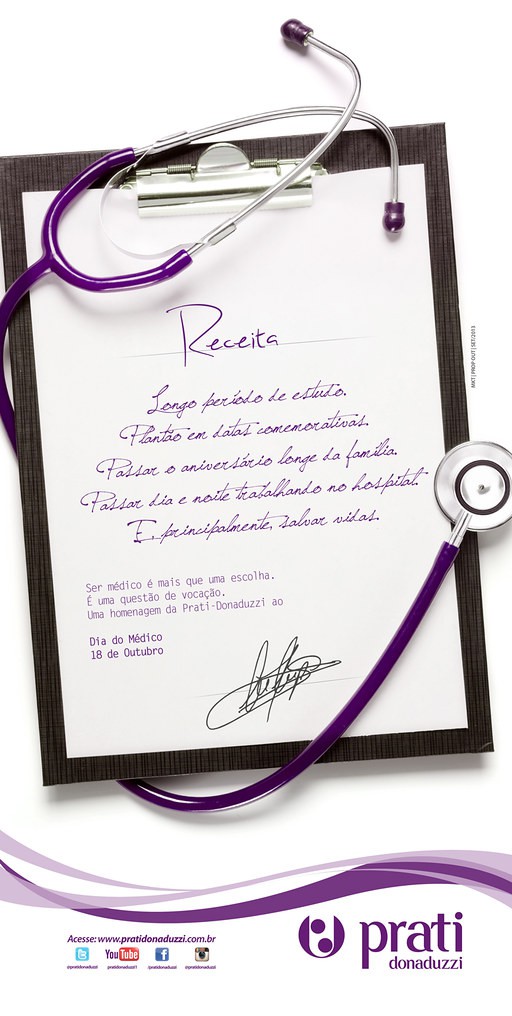 Receita
Longo período de estudo.
Plantão em datas comemorativas.
Passar o aniversário longe da família.
Passar dia e noite trabalhando no hospital.
E, principalmente, salvar vidas.
Ser médico é mais que uma escolha.
É uma questão de vocação.
Uma homenagem da Prati-Donaduzzi ao
Dia do Médico
18 de Outubro
MKT | PROP OUT | SET/2013
Acesse: www.pratidonaduzzi.com.br
You Tube
@pratidonaduzzi pratidonaduzzi1 /pratidonaduzzi @pratidonaduzzi
prati
donaduzzi